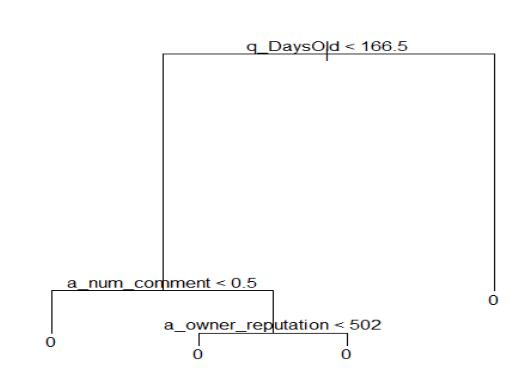 q_DaysOld < 166.5
a_num_comment < 0.5
0
a_owner_reputation < 502
0
0 0